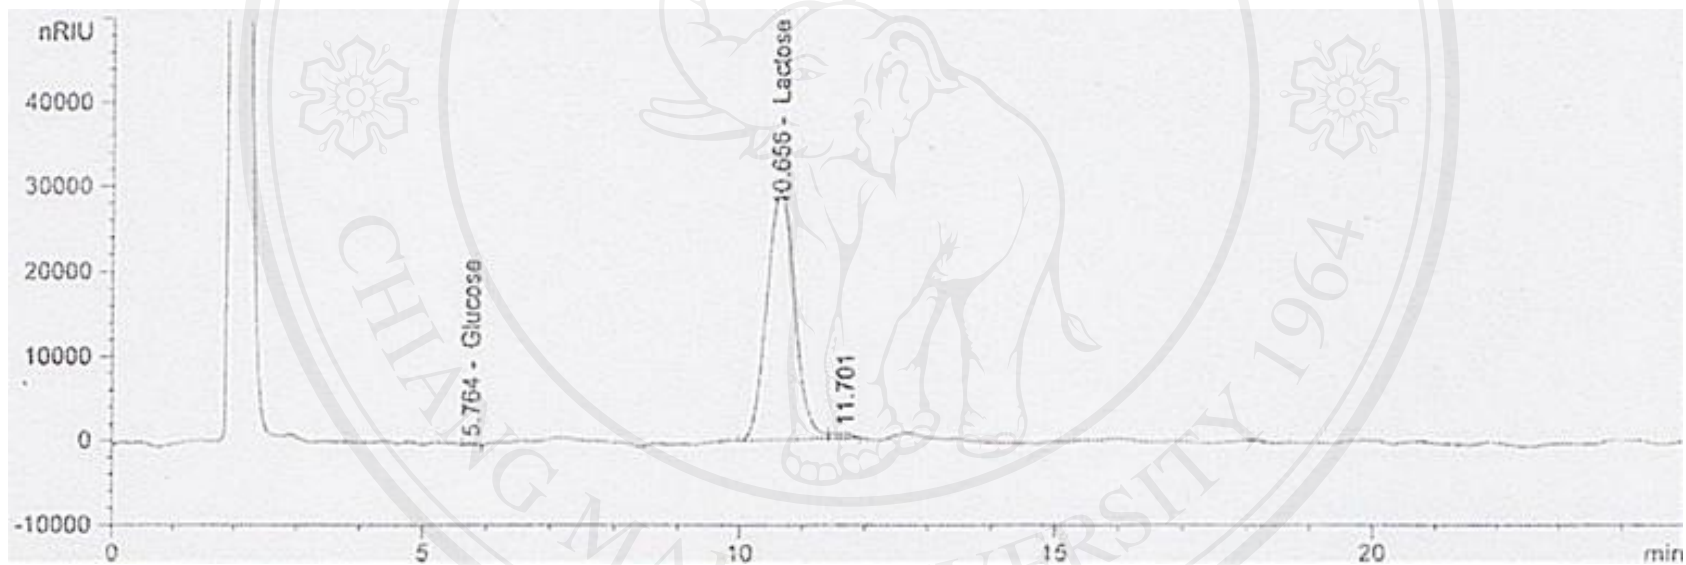 nRIU
40000
30000
20000
10000
0
-10000
5.764 - Glucose
10.656 - Lactose
11.701
0
5
10
15
20
min
CHIANG MAI UNIVERSITY 1964